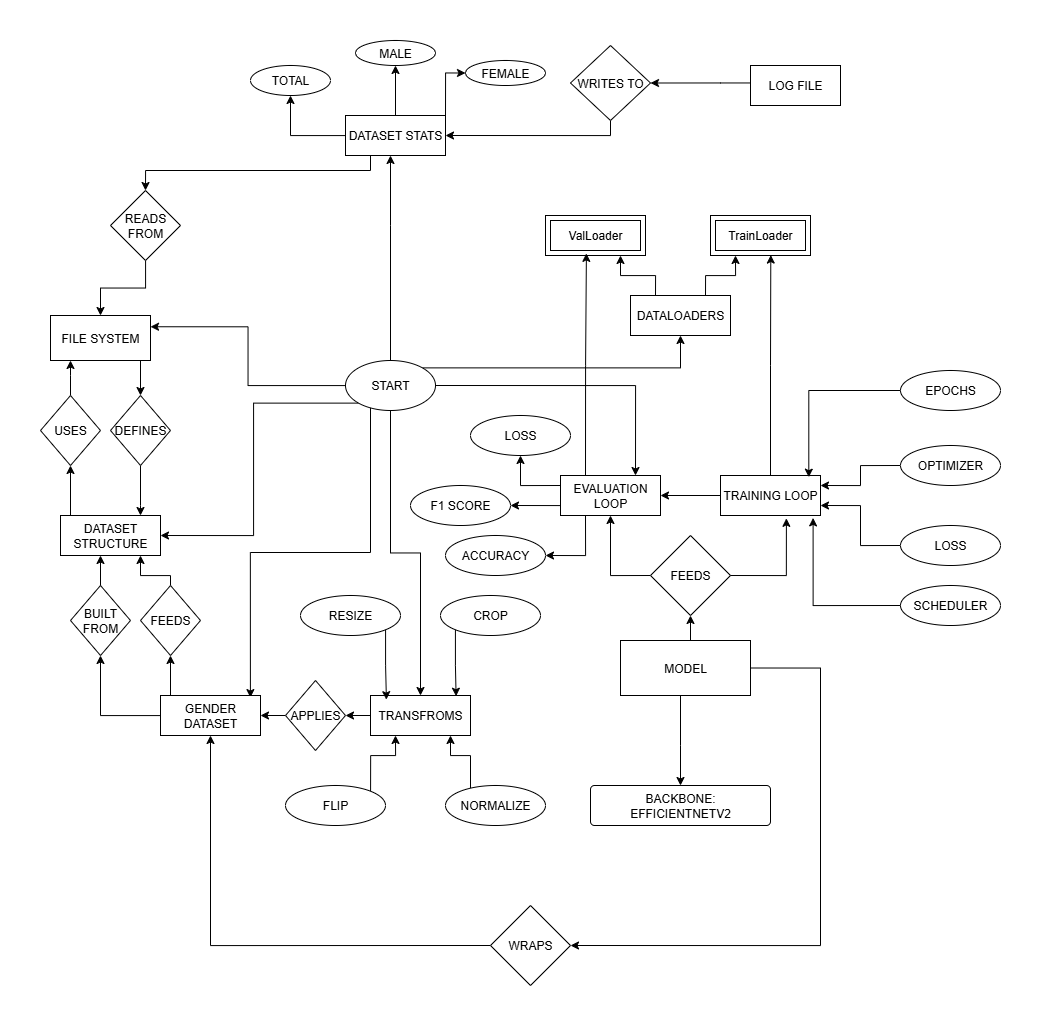 MALE
TOTAL
FEMALE
WRITES TO
LOG FILE
DATASET STATS
READS
FROM
ValLoader
TrainLoader
DATALOADERS
FILE SYSTEM
START
EPOCHS
USES
DEFINES
LOSS
OPTIMIZER
F1 SCORE
EVALUATION
LOOP
TRAINING LOOP
DATASET
STRUCTURE
ACCURACY
LOSS
FEEDS
BUILT
FROM
FEEDS
RESIZE
CROP
SCHEDULER
MODEL
GENDER
DATASET
APPLIES
TRANSFROMS
FLIP
NORMALIZE
BACKBONE:
EFFICIENTNETV2
WRAPS